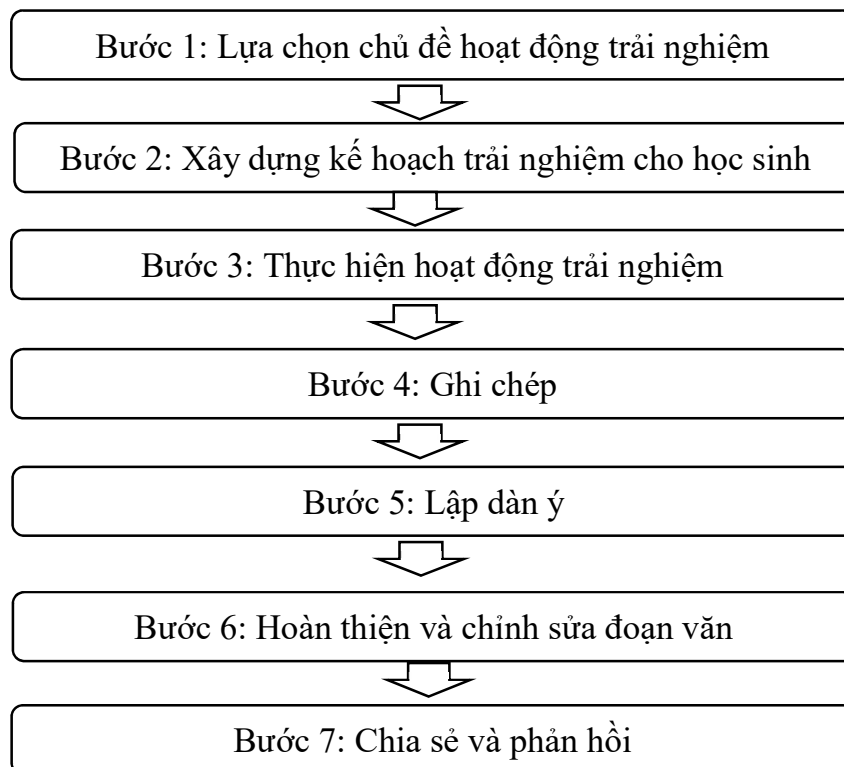 Bước 1: Lựa chọn chủ đề hoạt động trải nghiệm
Bước 2: Xây dựng kế hoạch trải nghiệm cho học sinh
Bước 3: Thực hiện hoạt động trải nghiệm
Bước 4: Ghi chép
Bước 5: Lập dàn ý
Bước 6: Hoàn thiện và chỉnh sửa đoạn văn
Bước 7: Chia sẻ và phản hồi